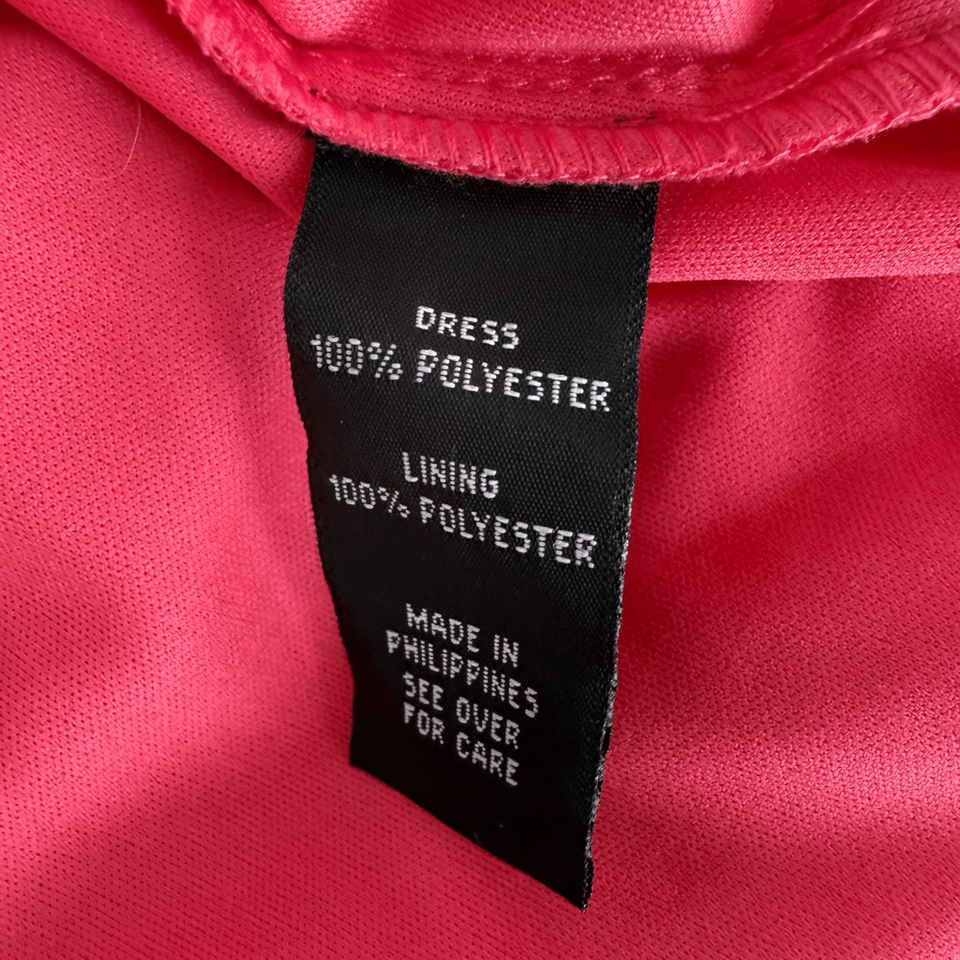 DRESS
100% POLYESTER
LINING
100% POLYESTER
MADE IN
PHILIPPINES
SEE OVER
FOR CARE